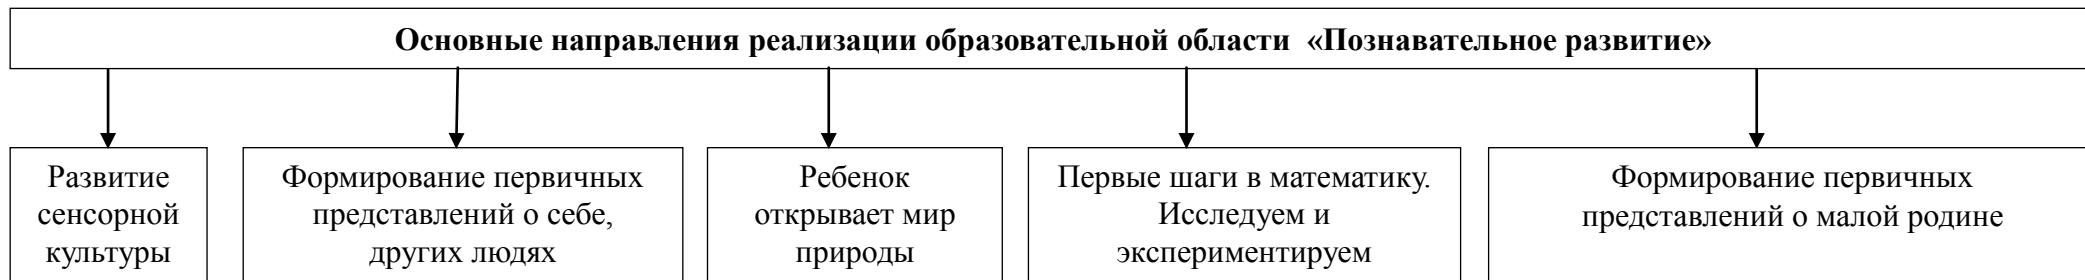 Основные направления реализации образовательной области «Познавательное развитие»
Развитие
сенсорной
культуры
Формирование первичных
представлений о себе,
других людях
Ребенок
открывает мир
природы
Первые шаги в математику.
Исследуем и
экспериментируем
Формирование первичных
представлений о малой родине